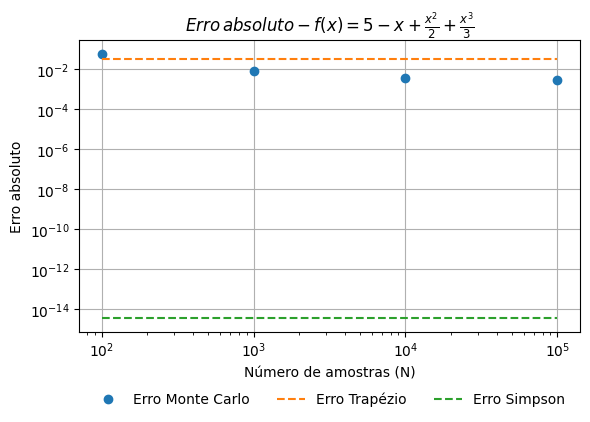 Erro absoluto − f(x) = 5 − x + x²/2 + x³/3
Erro absoluto
10⁻²
10⁻⁴
10⁻⁶
10⁻⁸
10⁻¹⁰
10⁻¹²
10⁻¹⁴
10² 10³ 10⁴ 10⁵
Número de amostras (N)
Erro Monte Carlo Erro Trapézio Erro Simpson